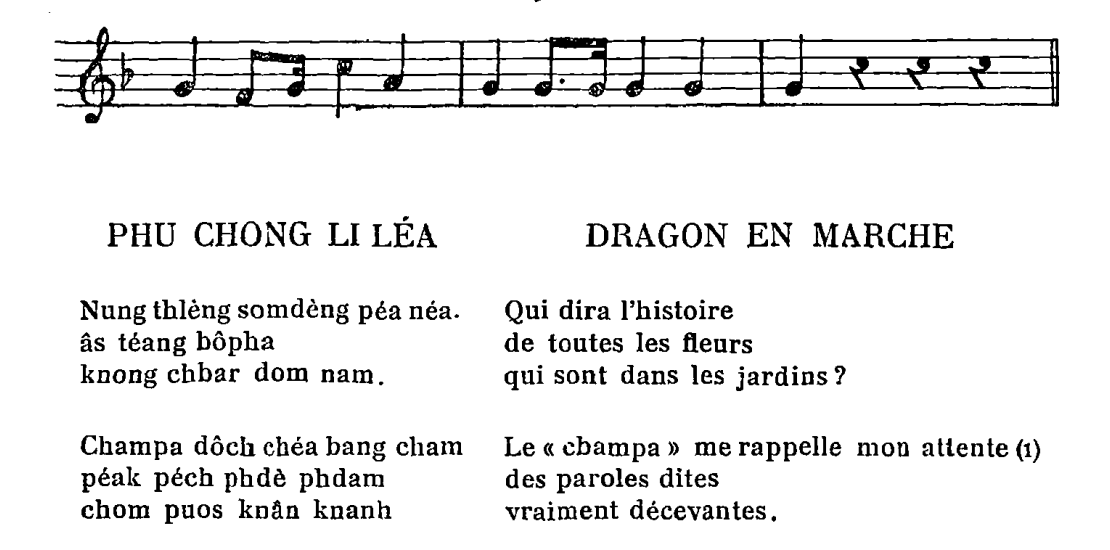 PHU CHONG LI LÉA
Nung thlèng somdèng péa néa.
âs téang bôpha
knong chbar dom nam.
Champa dôch chéa bang cham
péak péch phdè phdam
chom puos knân knanh
DRAGON EN MARCHE
Qui dira l'histoire
de toutes les fleurs
qui sont dans les jardins ?
Le « champa » me rappelle mon attente (1)
des paroles dites
vraiment décevantes.